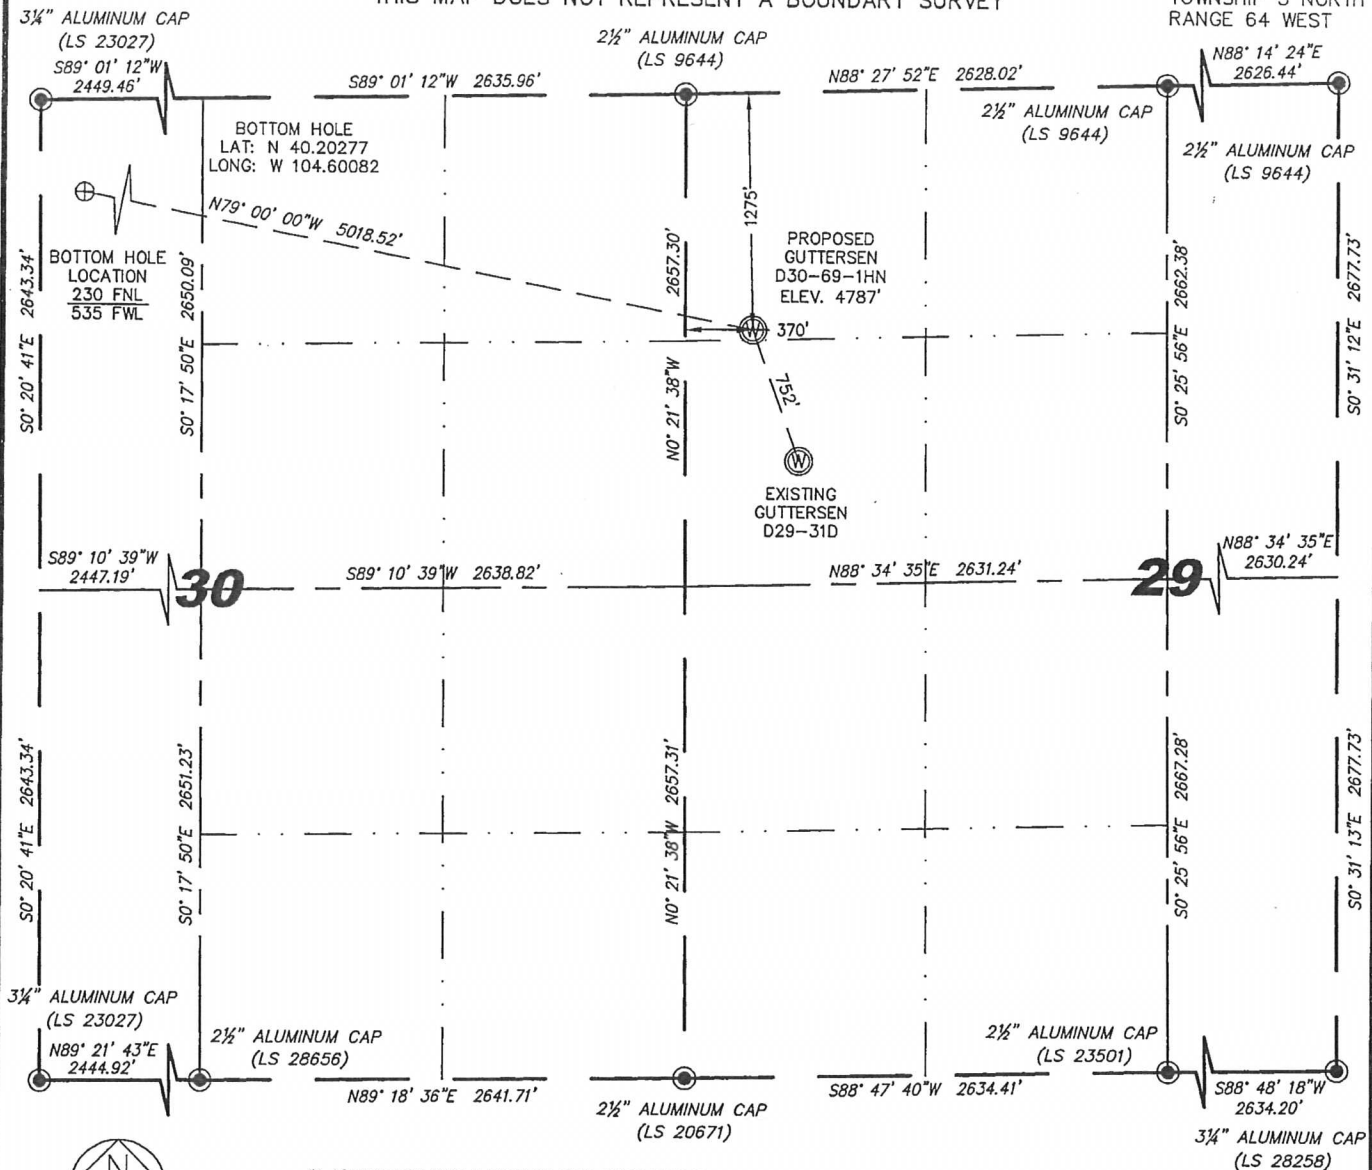 THIS MAP DOES NOT REPRESENT A BOUNDARY SURVEY
RANGE 64 WEST
3¼" ALUMINUM CAP
(LS 23027)
S89° 01' 12"W
2449.46'
S89° 01' 12"W 2635.96'
2½" ALUMINUM CAP
(LS 9644)
N88° 27' 52"E 2628.02'
2½" ALUMINUM CAP
(LS 9644)
N88° 14' 24"E
2626.44'
2½" ALUMINUM CAP
(LS 9644)
BOTTOM HOLE
LAT: N 40.20277
LONG: W 104.60082
N79° 00' 00"W 5018.52'
BOTTOM HOLE
LOCATION
230 FNL
535 FWL
S0° 20' 41"E 2643.34'
S0° 17' 50"E 2650.09'
N0° 21' 38"W 2657.30'
1275'
PROPOSED
GUTTERSEN
D30-69-1HN
ELEV. 4787'
W
370'
752'
W
EXISTING
GUTTERSEN
D29-31D
S0° 25' 56"E 2662.38'
S0° 31' 12"E 2677.73'
S89° 10' 39"W
2447.19'
30
S89° 10' 39"W 2638.82'
N88° 34' 35"E 2631.24'
29
N88° 34' 35"E
2630.24'
S0° 20' 41"E 2643.34'
S0° 17' 50"E 2651.23'
N0° 21' 38"W 2657.31'
S0° 25' 56"E 2667.28'
S0° 31' 13"E 2677.73'
3¼" ALUMINUM CAP
(LS 23027)
N89° 21' 43"E
2444.92'
2½" ALUMINUM CAP
(LS 28656)
N89° 18' 36"E 2641.71'
2½" ALUMINUM CAP
(LS 20671)
2½" ALUMINUM CAP
(LS 23501)
S88° 47' 40"W 2634.41'
S88° 48' 18"W
2634.20'
3¼" ALUMINUM CAP
(LS 28258)
N